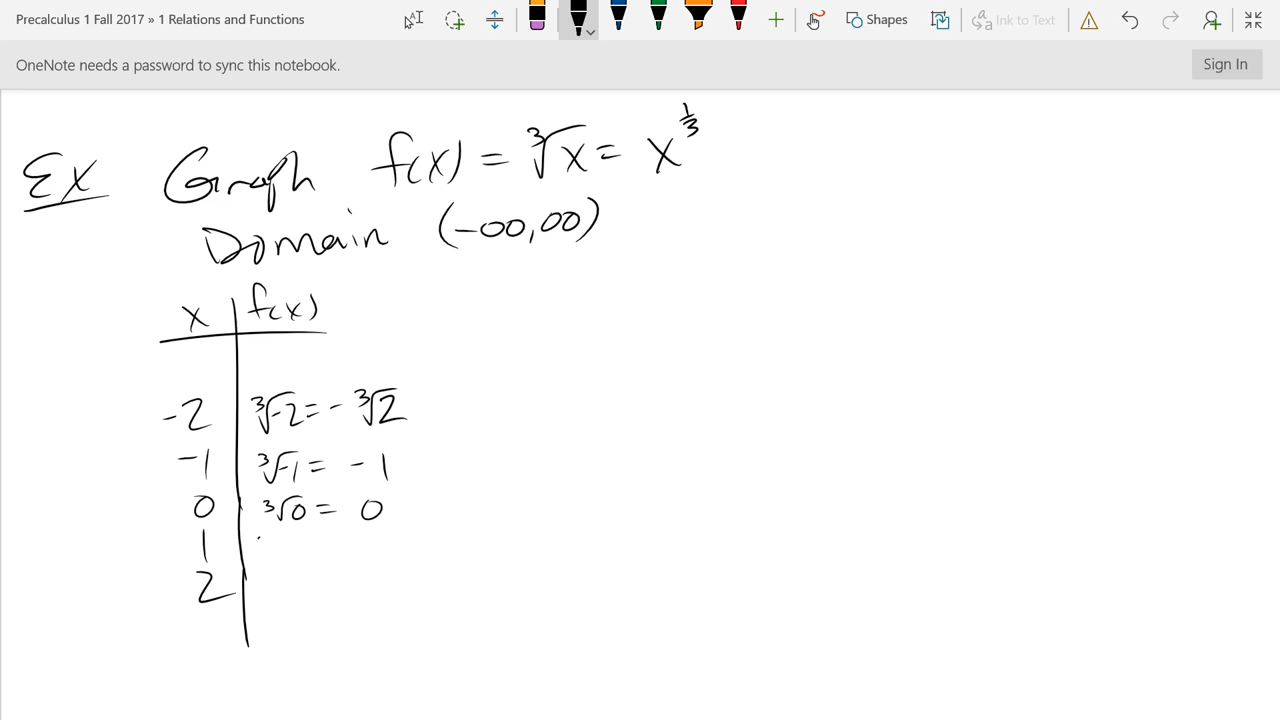 Precalculus 1 Fall 2017 » 1 Relations and Functions
Shapes
Ink to Text
OneNote needs a password to sync this notebook.
Sign In
EX Graph f(x) = ∛x = x^(1/3)
Domain (-∞,∞)
x f(x)
-2 ∛-2 = -∛2
-1 ∛-1 = -1
0 ∛0 = 0
1
2